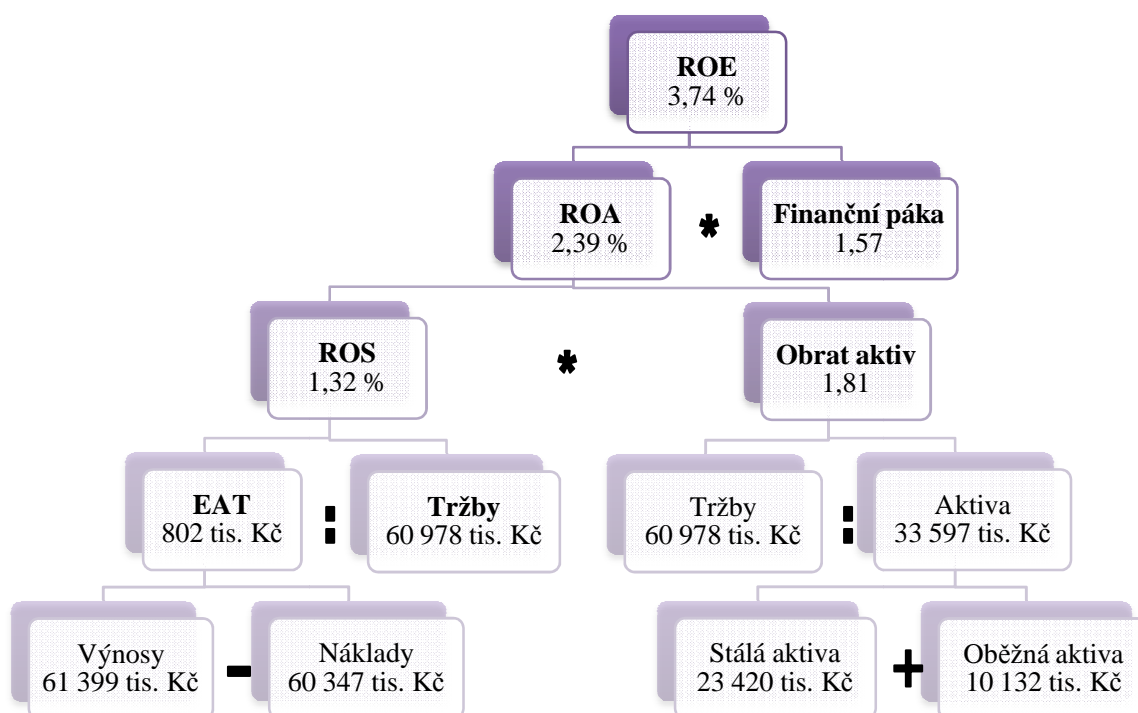 ROE
3,74 %
ROA
2,39 %
*
Finanční páka
1,57
ROS
1,32 %
*
Obrat aktiv
1,81
EAT
802 tis. Kč
:
Tržby
60 978 tis. Kč
Tržby
60 978 tis. Kč
:
Aktiva
33 597 tis. Kč
Výnosy
61 399 tis. Kč
-
Náklady
60 347 tis. Kč
Stálá aktiva
23 420 tis. Kč
+
Oběžná aktiva
10 132 tis. Kč